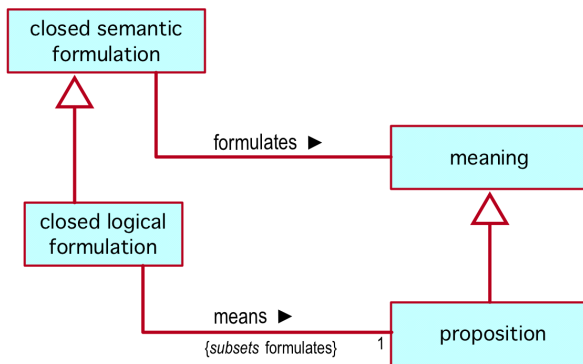 closed semantic
formulation
formulates ►
meaning
closed logical
formulation
means ►
{subsets formulates}
1
proposition